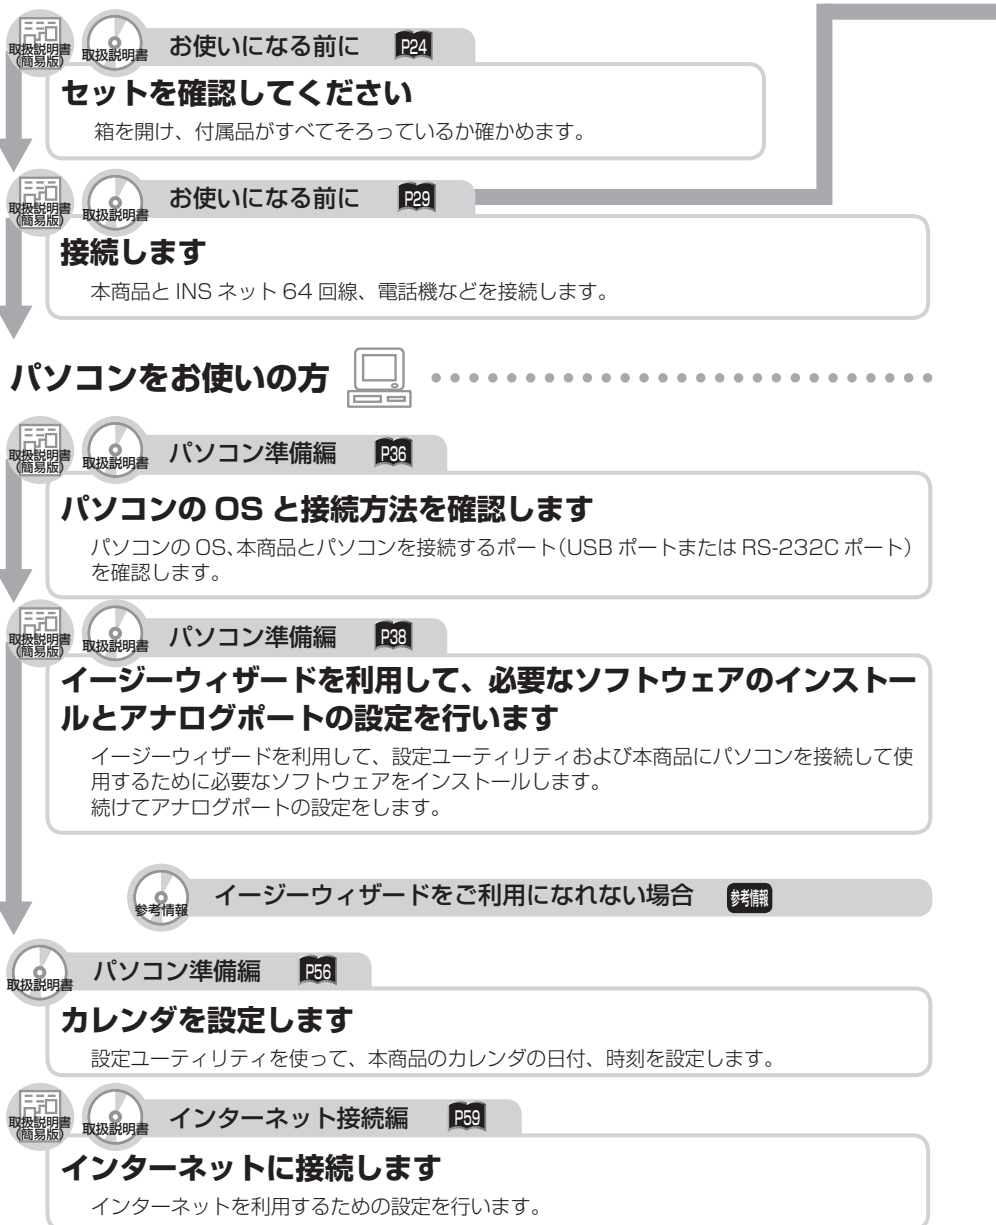 取扱説明書
(簡易版)
取扱説明書
お使いになる前に P24
セットを確認してください
箱を開け、付属品がすべてそろっているか確かめます。
取扱説明書
(簡易版)
取扱説明書
お使いになる前に P29
接続します
本商品と INS ネット 64 回線、電話機などを接続します。
パソコンをお使いの方
取扱説明書
(簡易版)
取扱説明書
パソコン準備編 P36
パソコンの OS と接続方法を確認します
パソコンの OS、本商品とパソコンを接続するポート(USB ポートまたは RS-232C ポート)
を確認します。
取扱説明書
(簡易版)
取扱説明書
パソコン準備編 P38
イージーウィザードを利用して、必要なソフトウェアのインストー
ルとアナログポートの設定を行います
イージーウィザードを利用して、設定ユーティリティおよび本商品にパソコンを接続して使
用するために必要なソフトウェアをインストールします。
続けてアナログポートの設定をします。
参考情報
イージーウィザードをご利用になれない場合 参考情報
取扱説明書
パソコン準備編 P56
カレンダを設定します
設定ユーティリティを使って、本商品のカレンダの日付、時刻を設定します。
取扱説明書
(簡易版)
取扱説明書
インターネット接続編 P59
インターネットに接続します
インターネットを利用するための設定を行います。